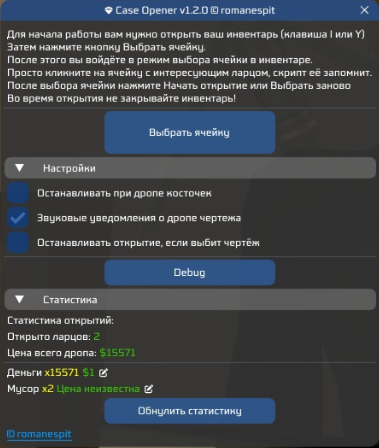 Case Opener v1.2.0 © romanespit
Для начала работы вам нужно открыть ваш инвентарь (клавиша I или Y)
Затем нажмите кнопку Выбрать ячейку.
После этого вы войдёте в режим выбора ячейки в инвентаре.
Просто кликните на ячейку с интересующим ларцом, скрипт её запомнит.
После выбора ячейки нажмите Начать открытие или Выбрать заново
Во время открытия не закрывайте инвентарь!
Выбрать ячейку
Настройки
Останавливать при дропе косточек
Звуковые уведомления о дропе чертежа
Останавливать открытие, если выбит чертёж
Debug
Статистика
Статистика открытий:
Открыто ларцов: 2
Цена всего дропа: $15571
Деньги x15571 $1
Мусор x2 Цена неизвестна
Обнулить статистику
© romanespit